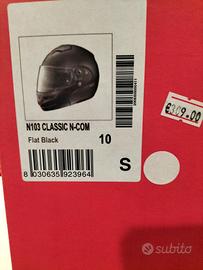 €309.00
N103 CLASSIC N-COM
Flat Black
10
S
8 030635 923964
subito